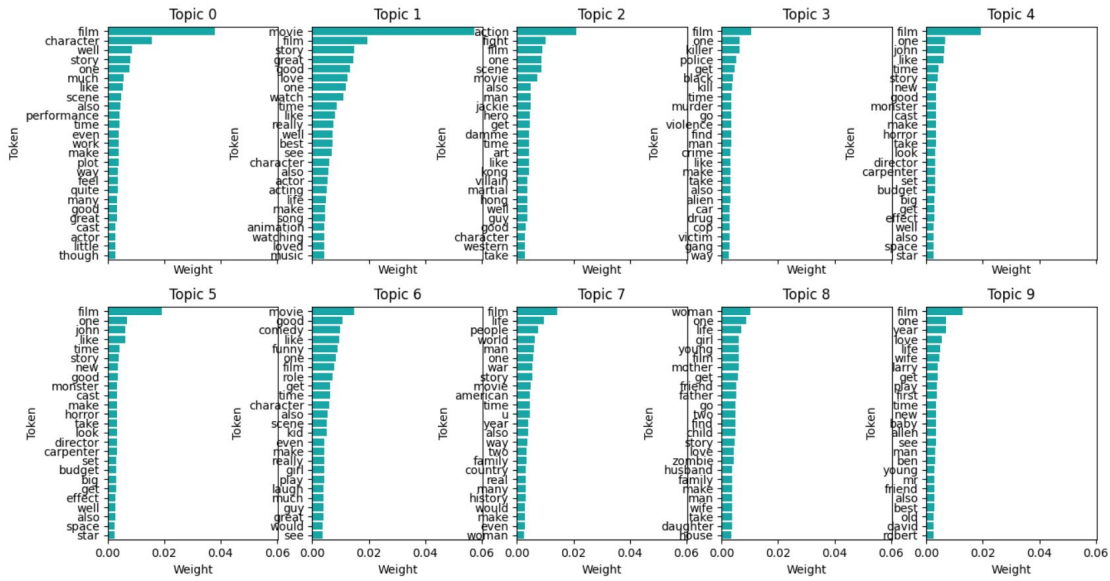 Topic 0
Token
film
character
well
story
one
much
like
scene
also
performance
time
even
work
make
plot
way
feel
quite
many
good
great
cast
actor
little
though
Weight
Topic 1
Token
movie
film
story
great
good
love
one
watch
time
like
really
well
best
see
character
also
actor
acting
life
make
song
animation
watching
loved
music
Weight
Topic 2
Token
action
fight
film
one
scene
movie
also
man
jackie
hero
get
damme
time
art
like
kong
villain
martial
hong
well
guy
good
character
western
take
Weight
Topic 3
Token
film
one
killer
police
get
black
kill
time
murder
go
violence
find
man
crime
like
make
take
also
alien
car
drug
cop
victim
gang
way
Weight
Topic 4
Token
film
one
john
like
time
story
new
good
monster
cast
make
horror
take
look
director
carpenter
set
budget
big
get
effect
well
also
space
star
Weight
Topic 5
Token
film
one
john
like
time
story
new
good
monster
cast
make
horror
take
look
director
carpenter
set
budget
big
get
effect
well
also
space
star
0.00 0.02 0.04 0.06
Weight
Topic 6
Token
movie
good
comedy
like
funny
one
film
role
get
time
character
also
scene
kid
even
make
really
girl
play
laugh
much
guy
great
would
see
0.00 0.02 0.04 0.06
Weight
Topic 7
Token
film
life
people
world
man
one
war
story
movie
american
time
u
year
also
way
two
family
country
real
many
history
would
make
even
woman
0.00 0.02 0.04 0.06
Weight
Topic 8
Token
woman
one
life
girl
young
film
mother
get
friend
father
go
two
find
child
story
love
zombie
husband
family
make
man
wife
take
daughter
house
0.00 0.02 0.04 0.06
Weight
Topic 9
Token
film
one
year
love
life
wife
larry
get
play
first
time
new
baby
allen
see
man
ben
young
mr
friend
also
best
old
david
robert
0.00 0.02 0.04 0.06
Weight